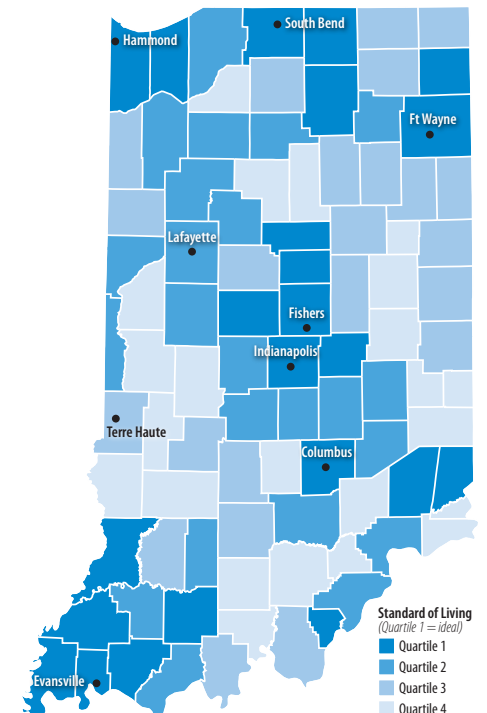 South Bend
Hammond
Ft Wayne
Lafayette
Fishers
Indianapolis
Terre Haute
Columbus
Evansville
Standard of Living
(Quartile 1 = ideal)
Quartile 1
Quartile 2
Quartile 3
Quartile 4